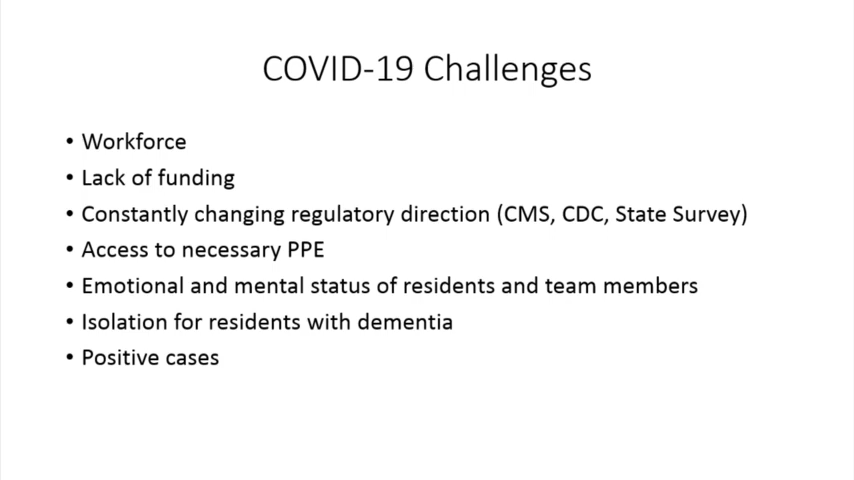 COVID-19 Challenges
• Workforce
• Lack of funding
• Constantly changing regulatory direction (CMS, CDC, State Survey)
• Access to necessary PPE
• Emotional and mental status of residents and team members
• Isolation for residents with dementia
• Positive cases